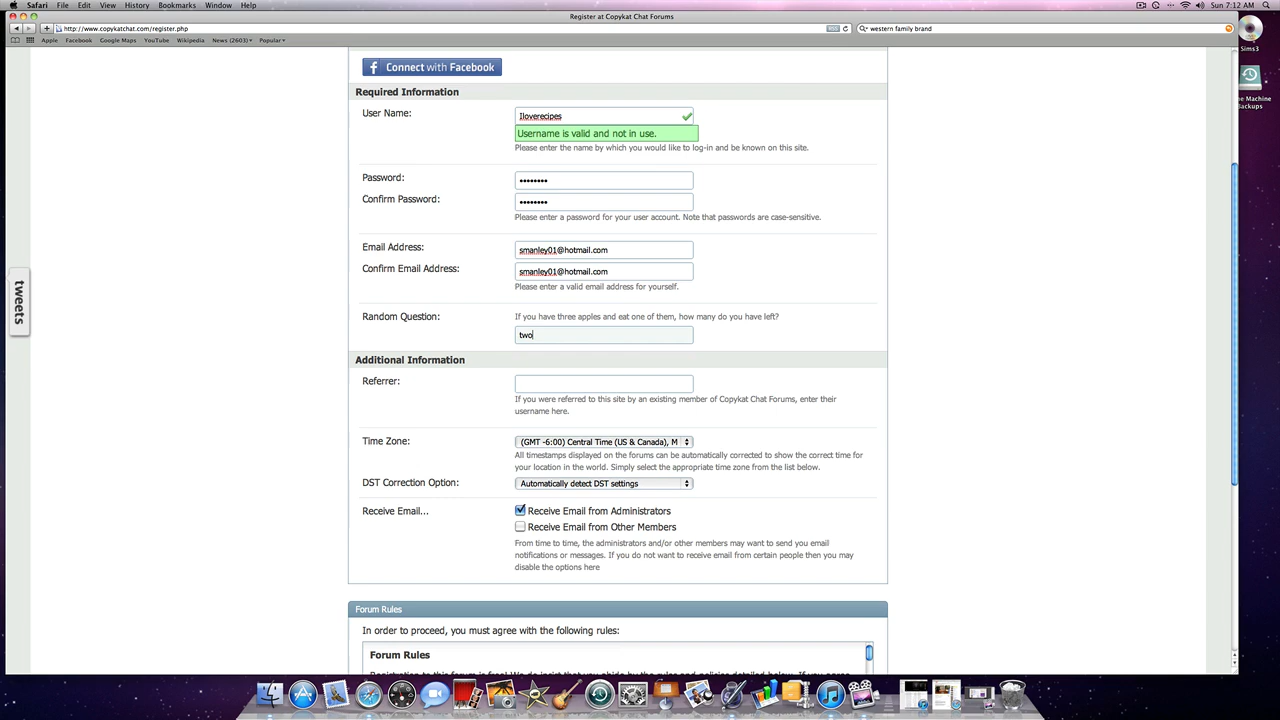 Safari File Edit View History Bookmarks Window Help Sun 7:12 AM
Register at Copykat Chat Forums
http://www.copykatchat.com/register.php RSS western family brand
Apple Facebook Google Maps YouTube Wikipedia News (2603) Popular
Sims3
Backups
Connect with Facebook
Required Information
User Name: Iloverecipes
Username is valid and not in use.
Please enter the name by which you would like to log-in and be known on this site.
Password: ••••••••
Confirm Password: ••••••••
Please enter a password for your user account. Note that passwords are case-sensitive.
Email Address: smanley01@hotmail.com
Confirm Email Address: smanley01@hotmail.com
Please enter a valid email address for yourself.
Random Question: If you have three apples and eat one of them, how many do you have left?
two
tweets
Additional Information
Referrer:
If you were referred to this site by an existing member of Copykat Chat Forums, enter their
username here.
Time Zone: (GMT -6:00) Central Time (US & Canada), M
All timestamps displayed on the forums can be automatically corrected to show the correct time for
your location in the world. Simply select the appropriate time zone from the list below.
DST Correction Option: Automatically detect DST settings
Receive Email... Receive Email from Administrators
Receive Email from Other Members
From time to time, the administrators and/or other members may want to send you email
notifications or messages. If you do not want to receive email from certain people then you may
disable the options here
Forum Rules
In order to proceed, you must agree with the following rules:
Forum Rules